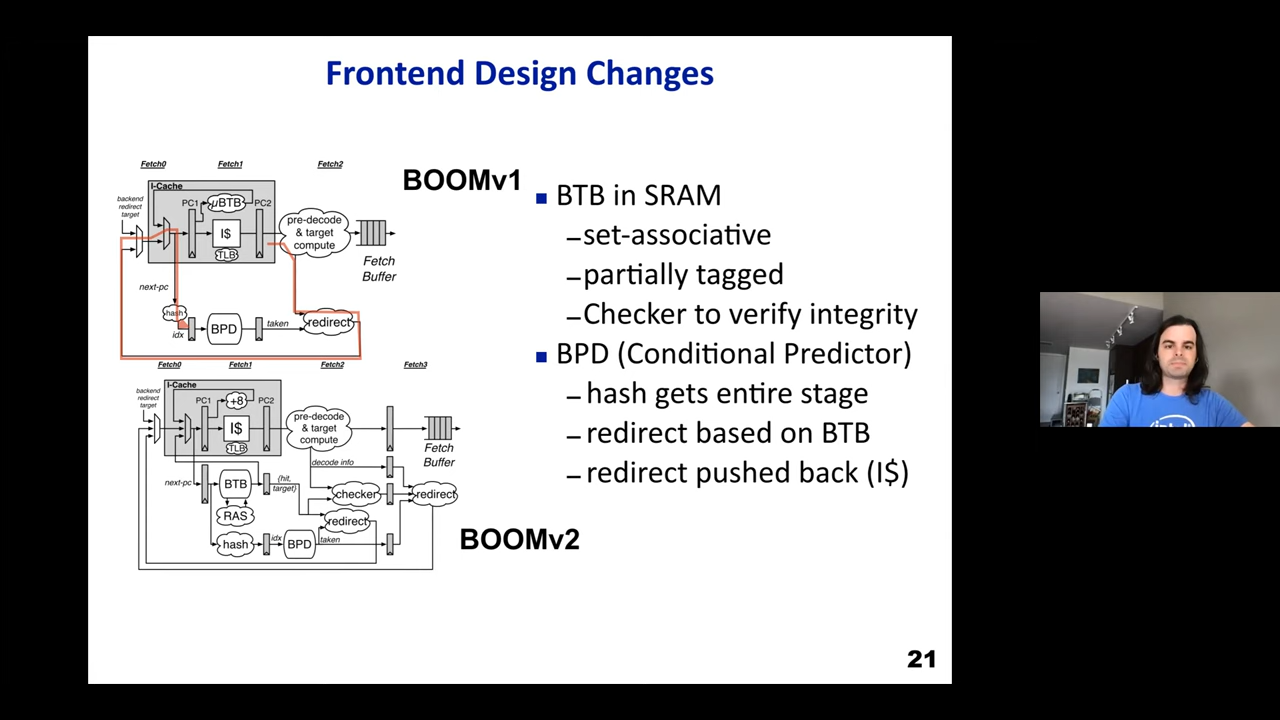 Frontend Design Changes
Fetch0 Fetch1 Fetch2
BOOMv1
I-Cache
backend
redirect
target
PC1 μBTB PC2
I$
TLB
pre-decode
& target
compute
Fetch
Buffer
next-pc
hash
idx
BPD
taken
redirect
Fetch0 Fetch1 Fetch2 Fetch3
I-Cache
backend
redirect
target
PC1 +8 PC2
I$
TLB
pre-decode
& target
compute
Fetch
Buffer
decode info
next-pc
BTB
{hit,
target}
checker
redirect
RAS
redirect
hash
idx
BPD
taken
BOOMv2
BTB in SRAM
–set-associative
–partially tagged
–Checker to verify integrity
BPD (Conditional Predictor)
– hash gets entire stage
– redirect based on BTB
– redirect pushed back (I$)
21